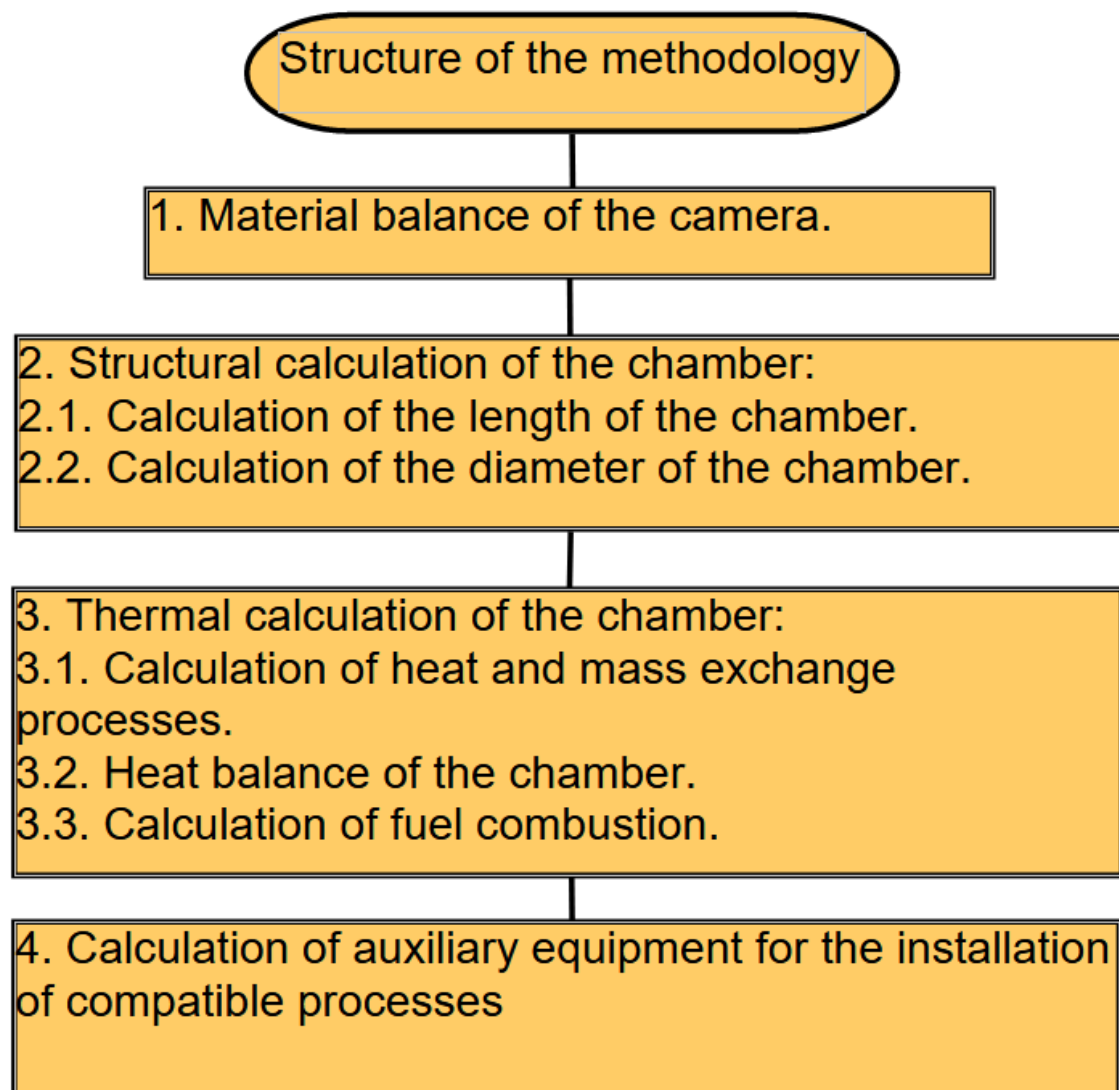 Structure of the methodology
1. Material balance of the camera.
2. Structural calculation of the chamber:
2.1. Calculation of the length of the chamber.
2.2. Calculation of the diameter of the chamber.
3. Thermal calculation of the chamber:
3.1. Calculation of heat and mass exchange
processes.
3.2. Heat balance of the chamber.
3.3. Calculation of fuel combustion.
4. Calculation of auxiliary equipment for the installation
of compatible processes